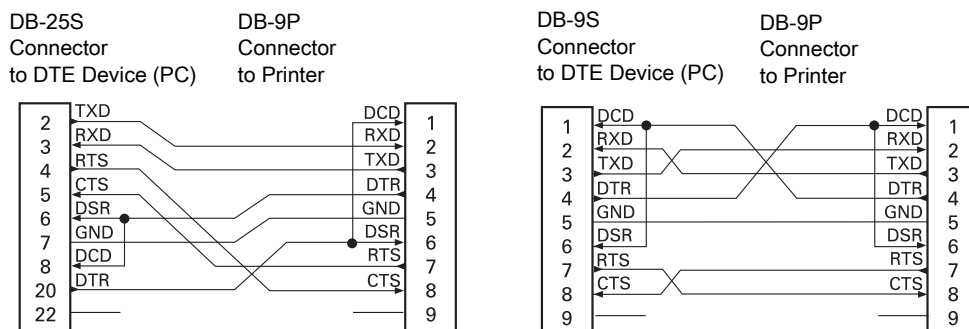 DB-25S
Connector
to DTE Device (PC)
DB-9P
Connector
to Printer
2 TXD DCD 1
3 RXD RXD 2
4 RTS TXD 3
5 CTS DTR 4
6 DSR GND 5
7 GND DSR 6
8 DCD RTS 7
20 DTR CTS 8
22 9
DB-9S
Connector
to DTE Device (PC)
DB-9P
Connector
to Printer
1 DCD DCD 1
2 RXD RXD 2
3 TXD TXD 3
4 DTR DTR 4
5 GND GND 5
6 DSR DSR 6
7 RTS RTS 7
8 CTS CTS 8
9 9